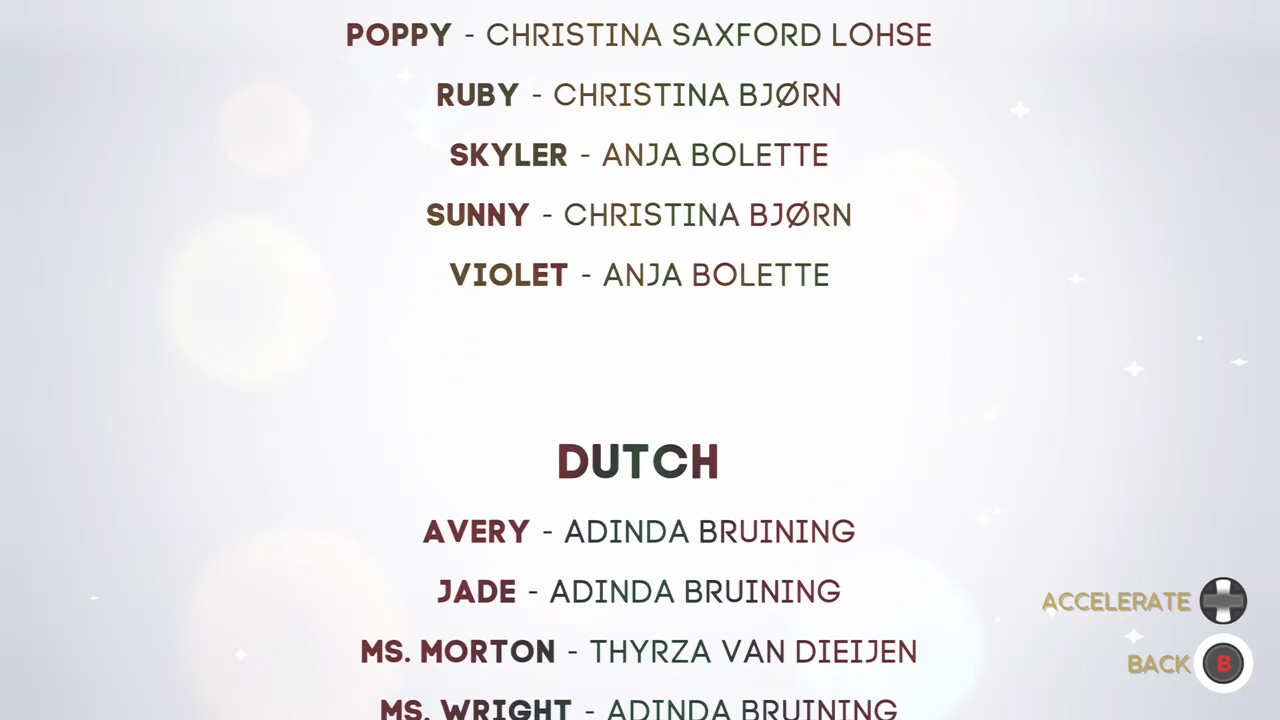 POPPY - CHRISTINA SAXFORD LOHSE
RUBY - CHRISTINA BJØRN
SKYLER - ANJA BOLETTE
SUNNY - CHRISTINA BJØRN
VIOLET - ANJA BOLETTE
DUTCH
AVERY - ADINDA BRUINING
JADE - ADINDA BRUINING
MS. MORTON - THYRZA VAN DIEIJEN
MS. WRIGHT - ADINDA BRUINING
ACCELERATE
BACK B